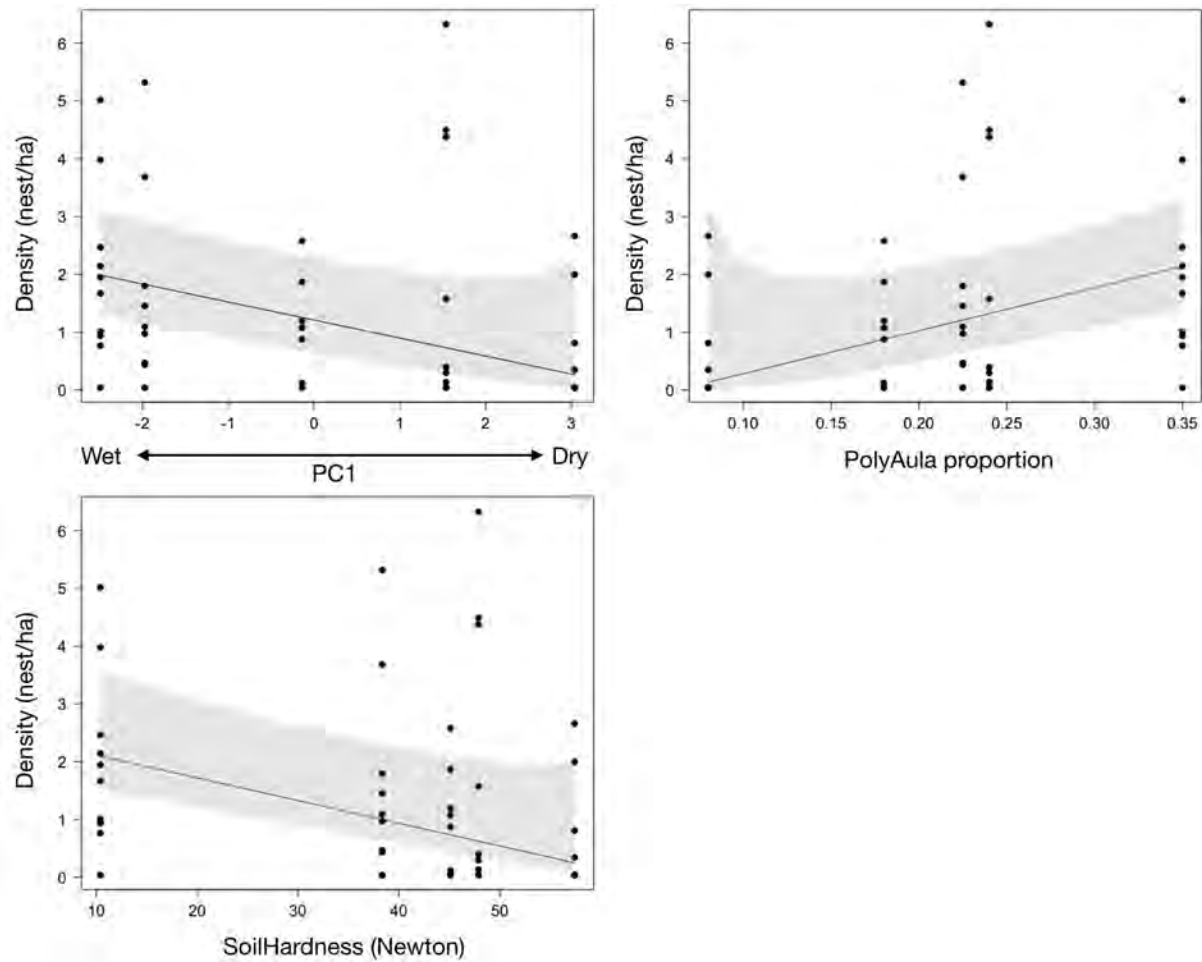 6
5
4
3
2
1
0
Density (nest/ha)
-2 -1 0 1 2 3
Wet Dry
PC1
6
5
4
3
2
1
0
Density (nest/ha)
0.10 0.15 0.20 0.25 0.30 0.35
PolyAula proportion
6
5
4
3
2
1
0
Density (nest/ha)
10 20 30 40 50
SoilHardness (Newton)